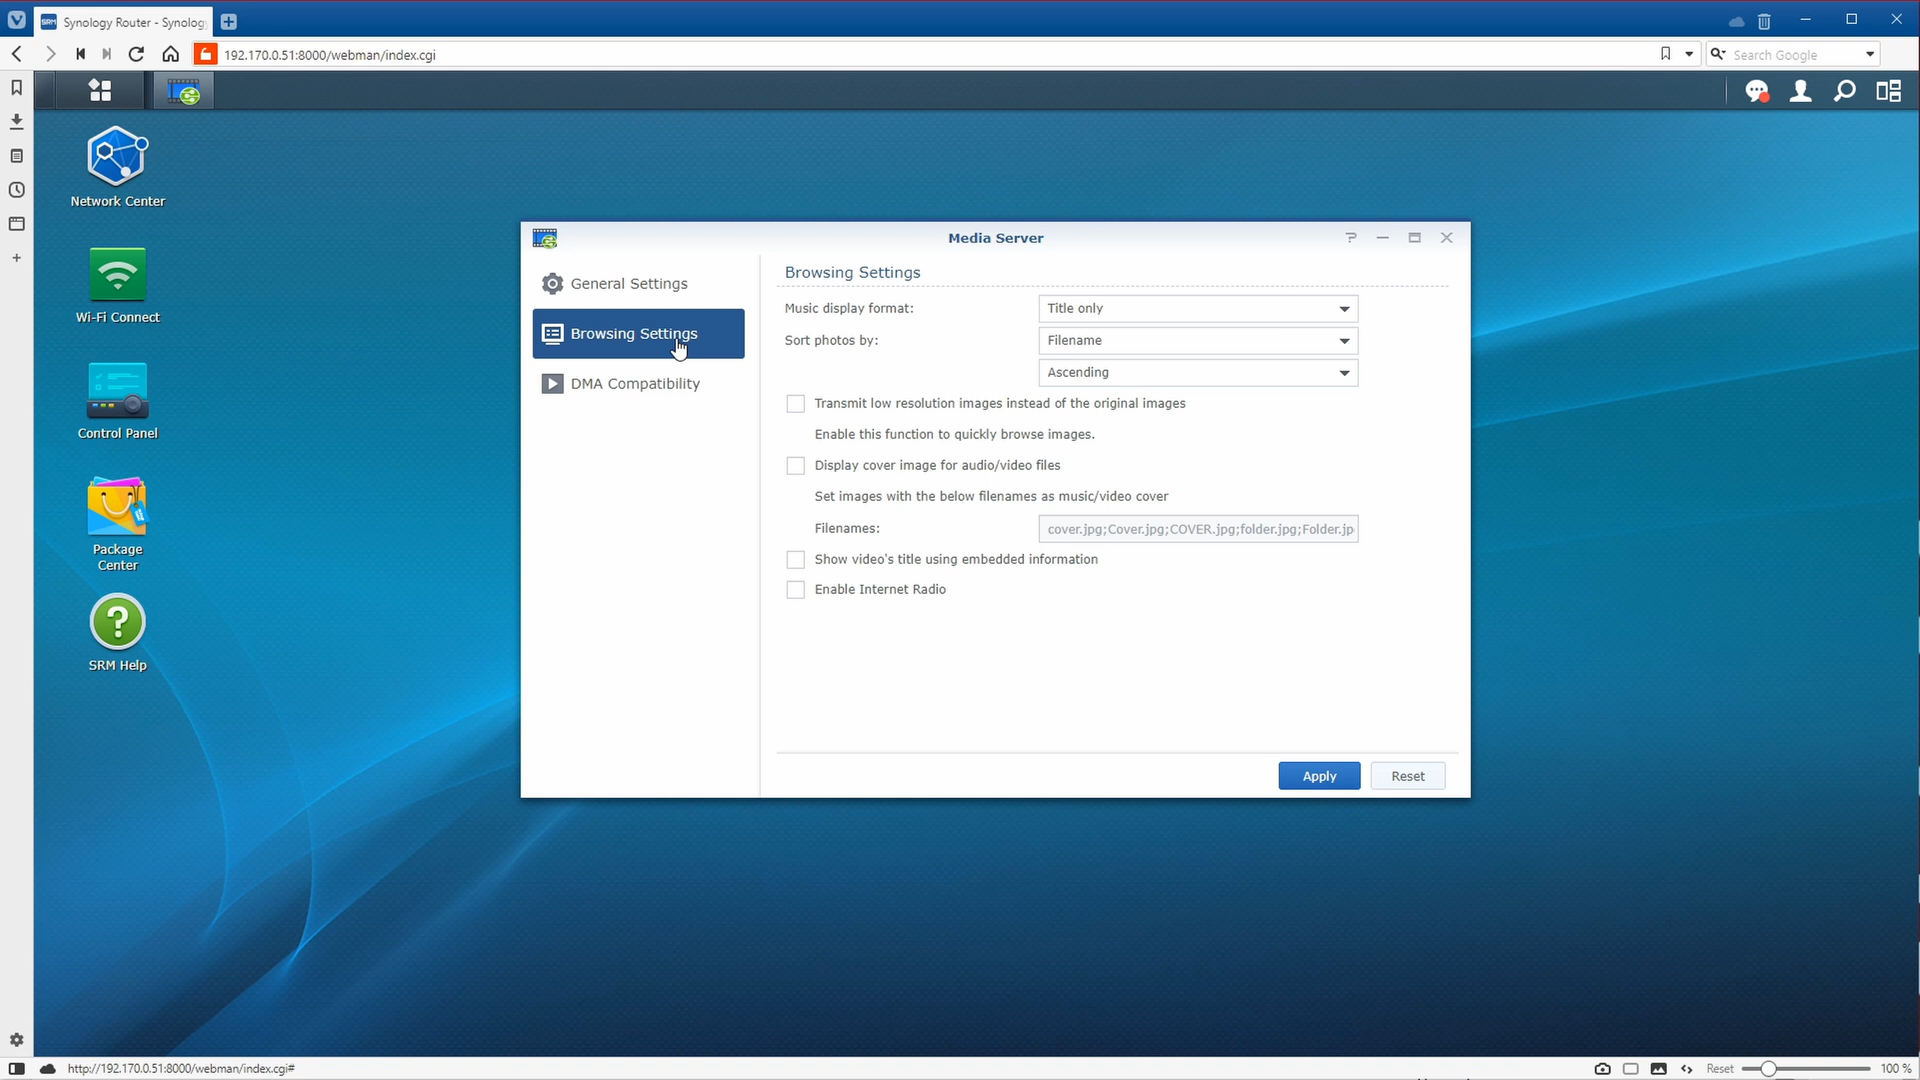 SRM Synology Router - Synology
192.170.0.51:8000/webman/index.cgi
Search Google
Network Center
Wi-Fi Connect
Control Panel
Package
Center
SRM Help
Media Server
General Settings
Browsing Settings
DMA Compatibility
Browsing Settings
Music display format:
Title only
Sort photos by:
Filename
Ascending
Transmit low resolution images instead of the original images
Enable this function to quickly browse images.
Display cover image for audio/video files
Set images with the below filenames as music/video cover
Filenames:
cover.jpg;Cover.jpg;COVER.jpg;folder.jpg;Folder.jp
Show video's title using embedded information
Enable Internet Radio
Apply
Reset
http://192.170.0.51:8000/webman/index.cgi#
Reset
100 %